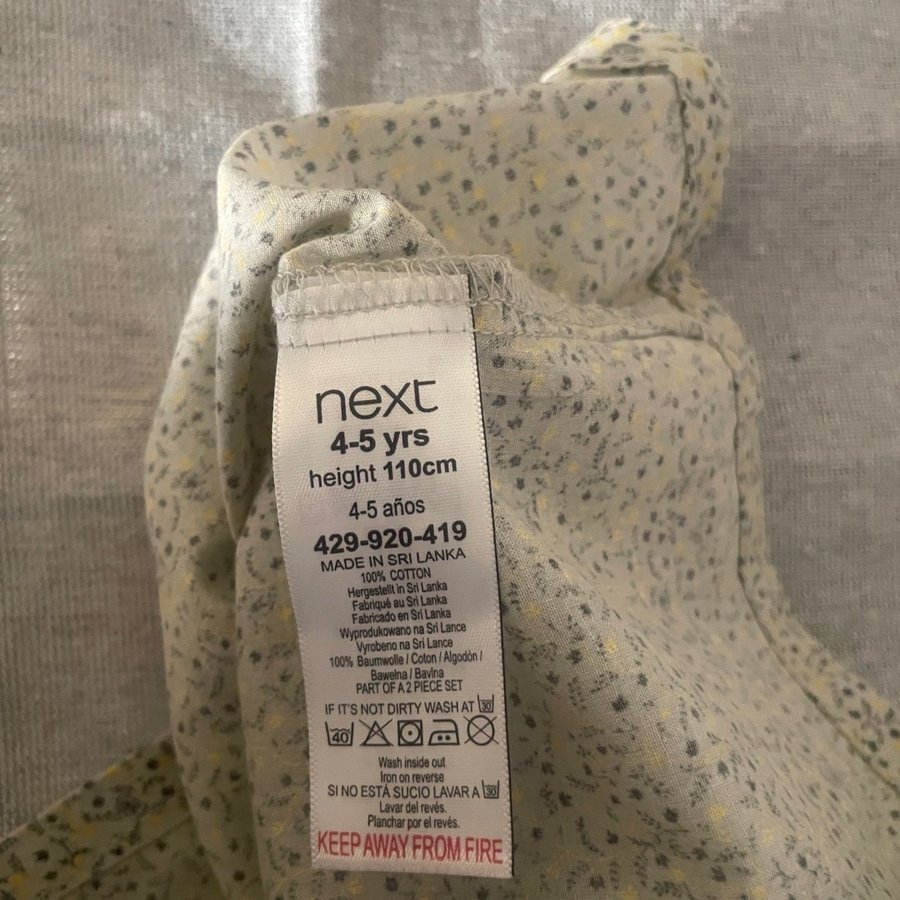 next
4-5 yrs
height 110cm
4-5 años
429-920-419
MADE IN SRI LANKA
100% COTTON
Hergestellt in Sri Lanka
Fabriqué au Sri Lanka
Fabricado en Sri Lanka
Wyprodukowano na Sri Lance
Vyrobeno na Sri Lance
100% Baumwolle / Coton / Algodón /
Bawełna / Bavlna
PART OF A 2 PIECE SET
IF IT'S NOT DIRTY WASH AT 30
40
Wash inside out
Iron on reverse
SI NO ESTÁ SUCIO LAVAR A 30
Lavar del revés.
Planchar por el revés.
KEEP AWAY FROM FIRE